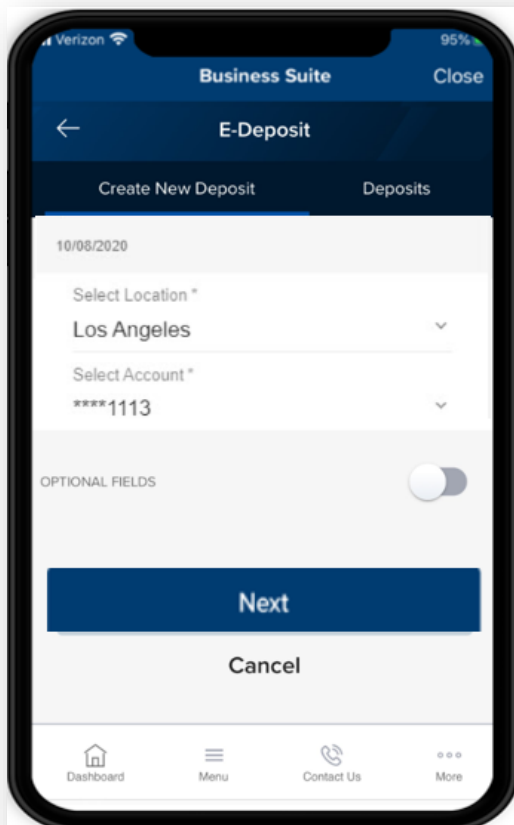 Verizon 95%
Business Suite Close
E-Deposit
Create New Deposit Deposits
10/08/2020
Select Location *
Los Angeles
Select Account *
****1113
OPTIONAL FIELDS
Next
Cancel
Dashboard Menu Contact Us More